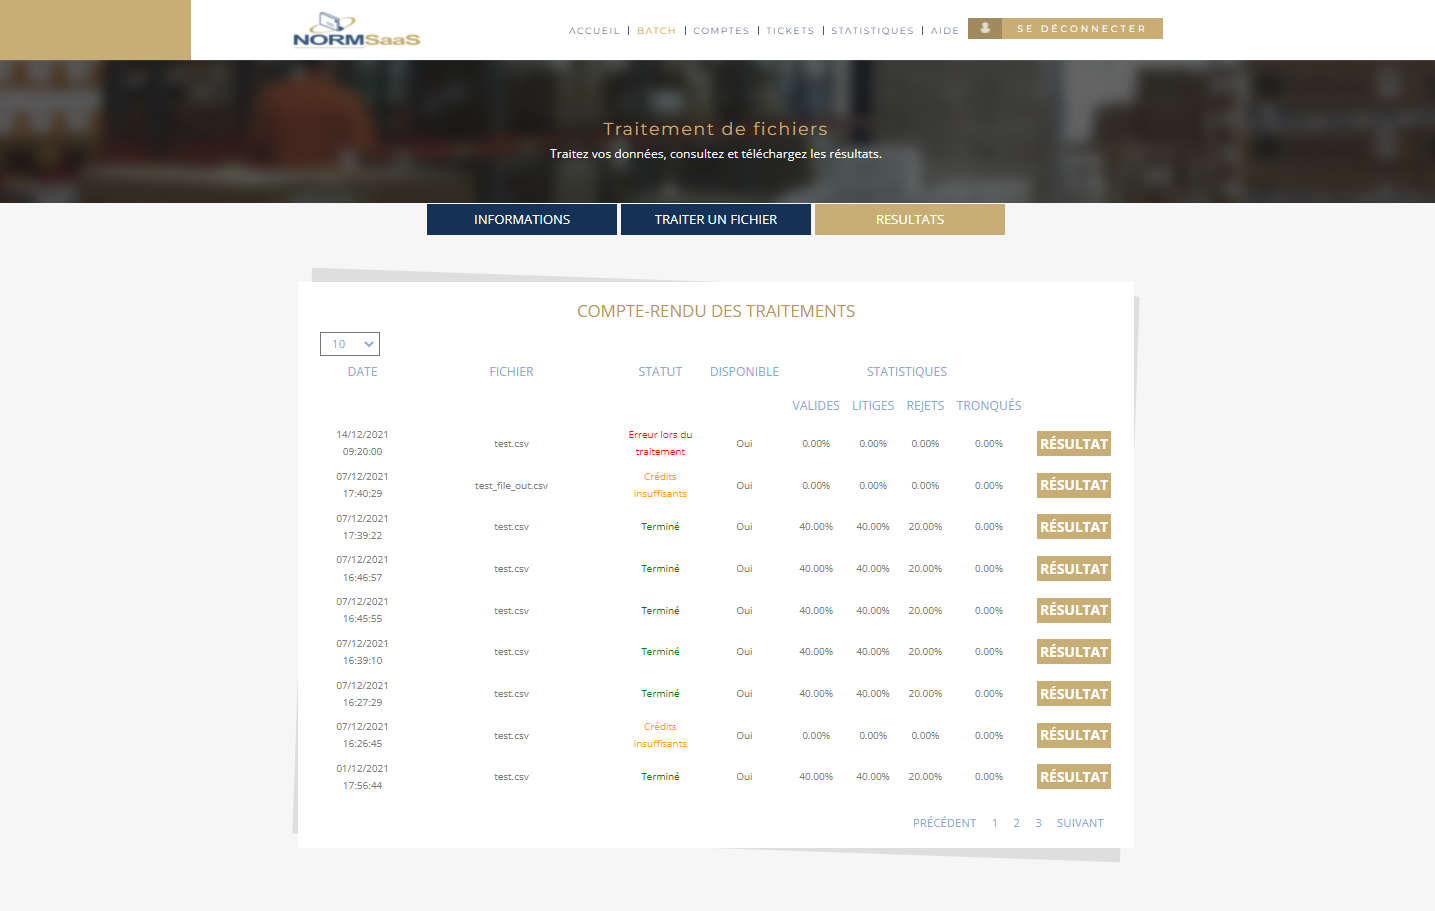 NORMSaaS
ACCUEIL | BATCH | COMPTES | TICKETS | STATISTIQUES | AIDE
SE DÉCONNECTER
Traitement de fichiers
Traitez vos données, consultez et téléchargez les résultats.
INFORMATIONS TRAITER UN FICHIER RESULTATS
COMPTE-RENDU DES TRAITEMENTS
10
DATE FICHIER STATUT DISPONIBLE STATISTIQUES
VALIDES LITIGES REJETS TRONQUÉS
14/12/2021 09:20:00 test.csv Erreur lors du traitement Oui 0.00% 0.00% 0.00% 0.00% RÉSULTAT
07/12/2021 17:40:29 test_file_out.csv Crédits insuffisants Oui 0.00% 0.00% 0.00% 0.00% RÉSULTAT
07/12/2021 17:39:22 test.csv Terminé Oui 40.00% 40.00% 20.00% 0.00% RÉSULTAT
07/12/2021 16:46:57 test.csv Terminé Oui 40.00% 40.00% 20.00% 0.00% RÉSULTAT
07/12/2021 16:45:55 test.csv Terminé Oui 40.00% 40.00% 20.00% 0.00% RÉSULTAT
07/12/2021 16:39:10 test.csv Terminé Oui 40.00% 40.00% 20.00% 0.00% RÉSULTAT
07/12/2021 16:27:29 test.csv Terminé Oui 40.00% 40.00% 20.00% 0.00% RÉSULTAT
07/12/2021 16:26:45 test.csv Crédits insuffisants Oui 0.00% 0.00% 0.00% 0.00% RÉSULTAT
01/12/2021 17:56:44 test.csv Terminé Oui 40.00% 40.00% 20.00% 0.00% RÉSULTAT
PRÉCÉDENT 1 2 3 SUIVANT